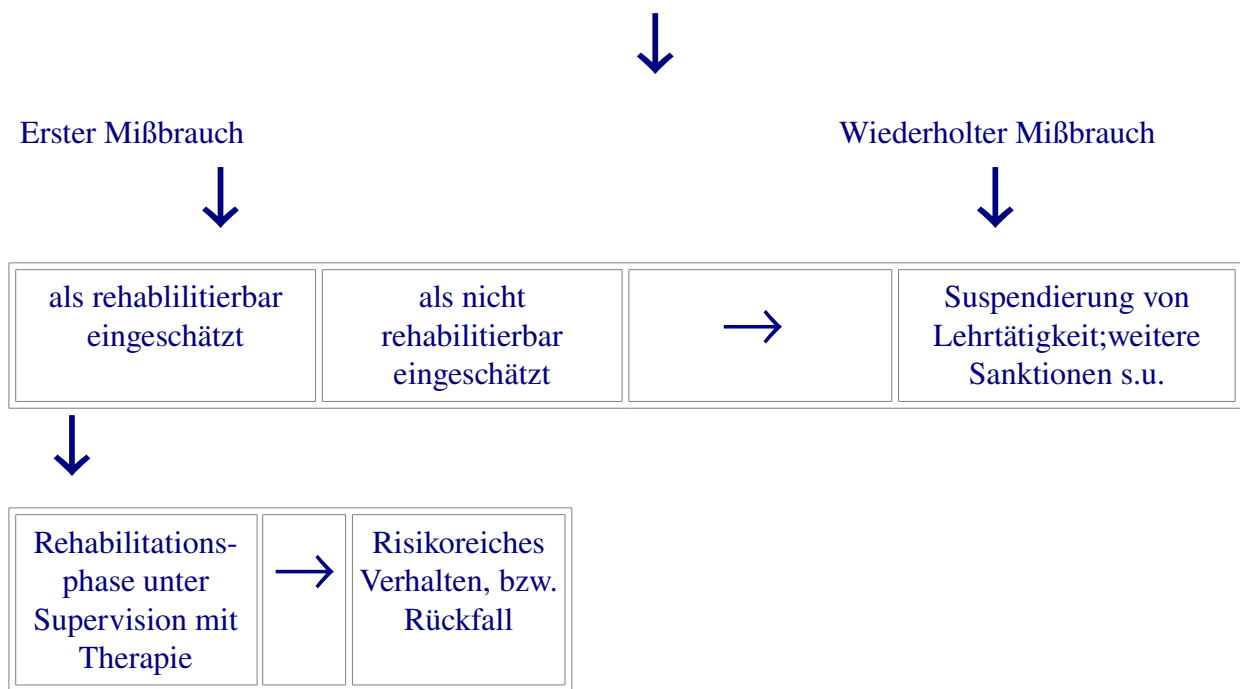 Erster Mißbrauch
Wiederholter Mißbrauch
als rehablilitierbar
eingeschätzt
als nicht
rehabilitierbar
eingeschätzt
Suspendierung von
Lehrtätigkeit;weitere
Sanktionen s.u.
Rehabilitations-
phase unter
Supervision mit
Therapie
Risikoreiches
Verhalten, bzw.
Rückfall